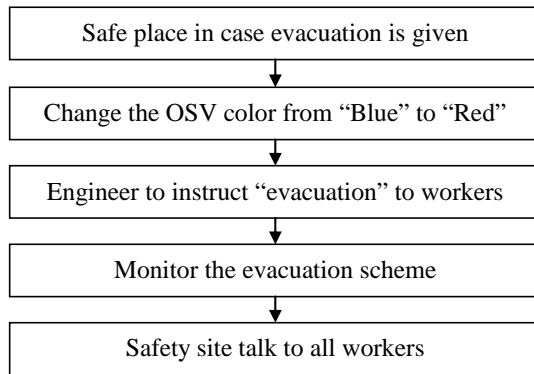 Safe place in case evacuation is given
Change the OSV color from “Blue” to “Red”
Engineer to instruct “evacuation” to workers
Monitor the evacuation scheme
Safety site talk to all workers